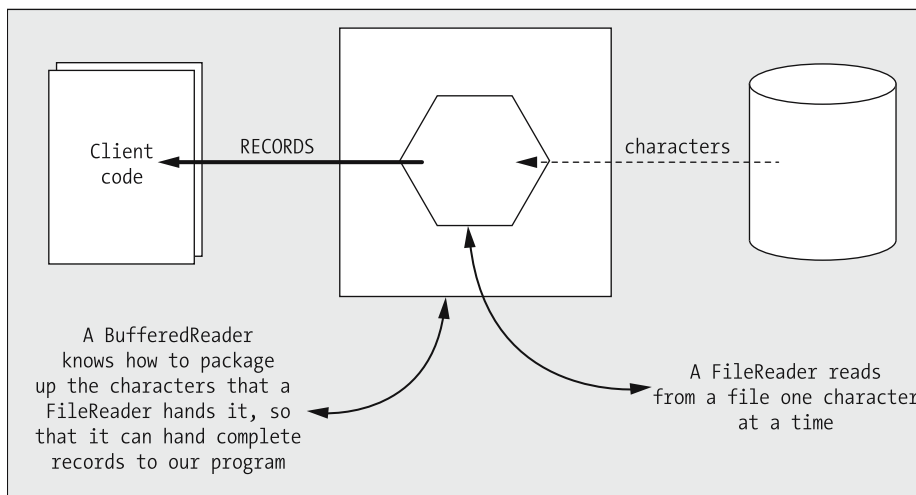 Client
code
RECORDS
characters
A BufferedReader
knows how to package
up the characters that a
FileReader hands it, so
that it can hand complete
records to our program
A FileReader reads
from a file one character
at a time